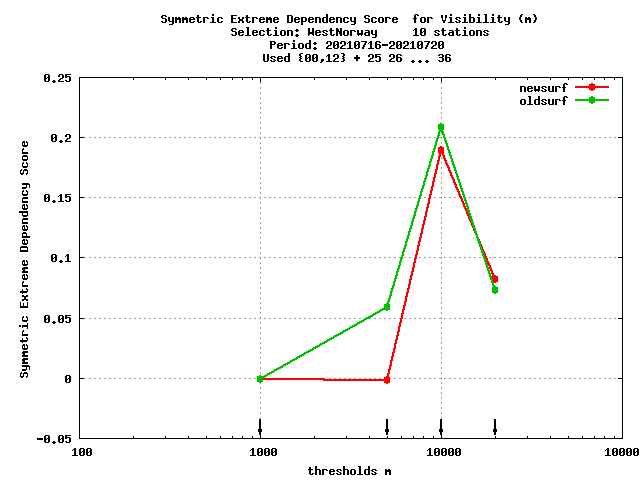 Symmetric Extreme Dependency Score  for Visibility (m)
Selection: WestNorway     10 stations
Period: 20210716-20210720
Used {00,12} + 25 26 ... 36
newsurf
oldsurf
Symmetric Extreme Dependency Score
0.25
0.2
0.15
0.1
0.05
0
-0.05
100
1000
10000
10000
thresholds m